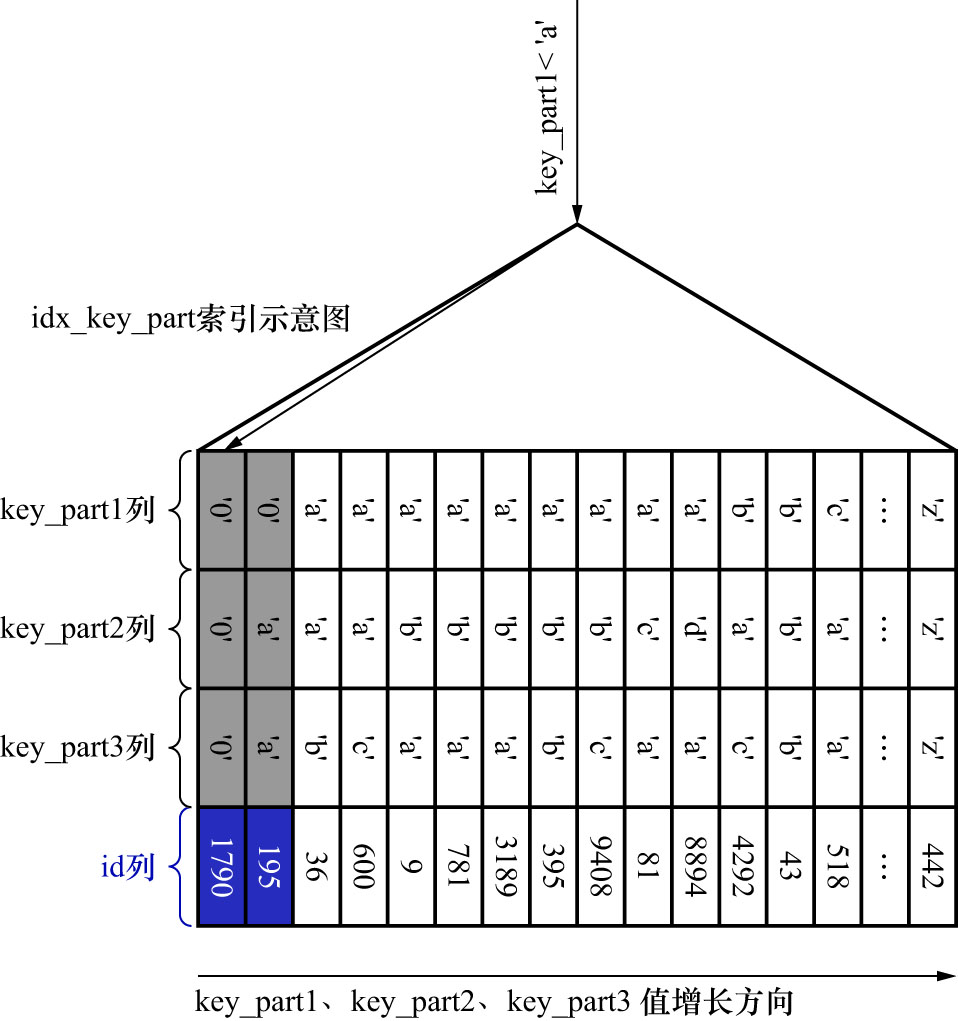 key_part1< 'a'
idx_key_part索引示意图
key_part1列 '0' '0' 'a' 'a' 'a' 'a' 'a' 'a' 'a' 'a' 'a' 'b' 'b' 'c' ... 'z'
key_part2列 '0' 'a' 'a' 'a' 'b' 'b' 'b' 'b' 'b' 'c' 'd' 'a' 'b' 'a' ... 'z'
key_part3列 '0' 'a' 'b' 'c' 'a' 'a' 'a' 'b' 'c' 'a' 'a' 'c' 'b' 'a' ... 'z'
id列 1790 195 36 600 9 781 3189 395 9408 81 8894 4292 43 518 ... 442
key_part1、key_part2、key_part3 值增长方向